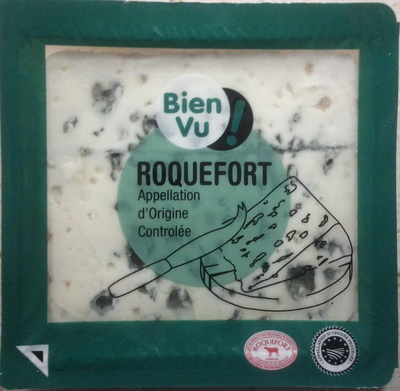 Bien
Vu !
ROQUEFORT
Appellation
d'Origine
Controlée
ROQUEFORT